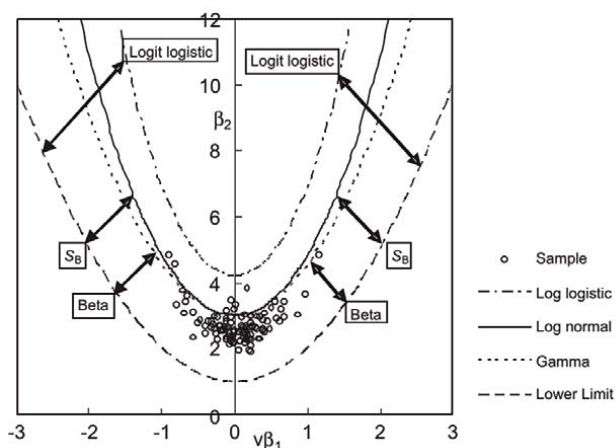 12
Logit logistic
Logit logistic
10
β2
8
6
SB
SB
4
Beta
Beta
2
0
-3 -2 -1 0 1 2 3
vβ1
Sample
Log logistic
Log normal
Gamma
Lower Limit